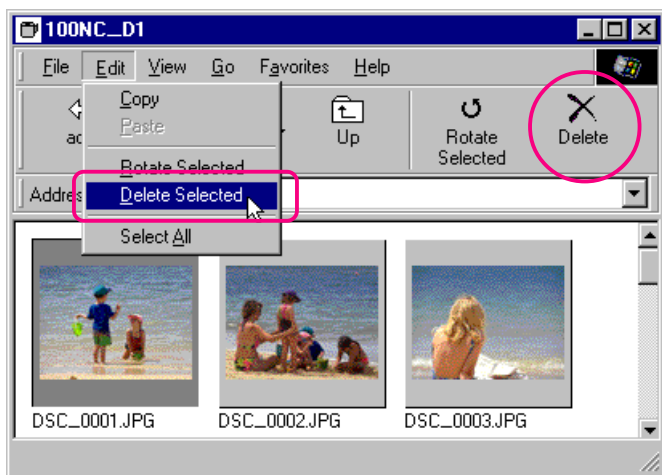 100NC_D1
File Edit View Go Favorites Help
Copy
Paste
Rotate Selected
Delete Selected
Select All
Up
Rotate
Selected
Delete
DSC_0001.JPG DSC_0002.JPG DSC_0003.JPG